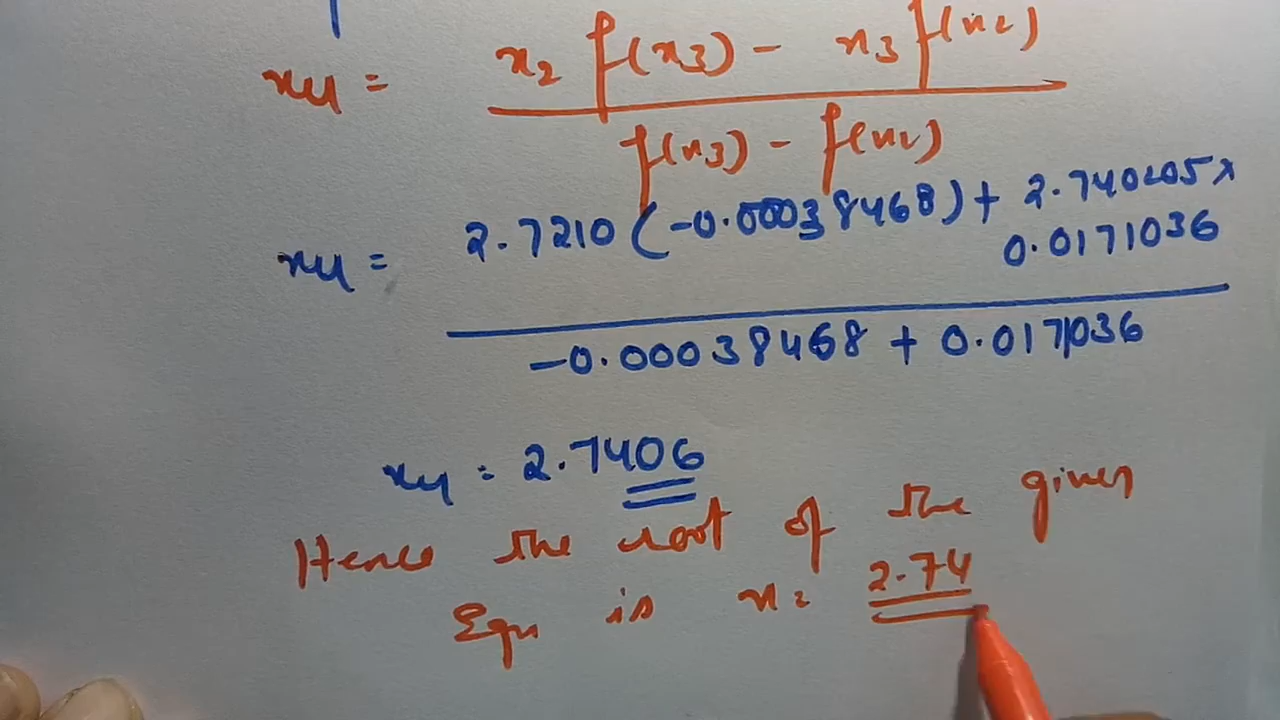 x4 = x2 f(x3) - x3 f(x2)
f(x3) - f(x2)
x4 = 2.7210 (-0.00038468) + 2.740205 x
0.0171036
-0.00038468 + 0.0171036
x4 = 2.7406
Hence the root of the given
Equ is x = 2.74